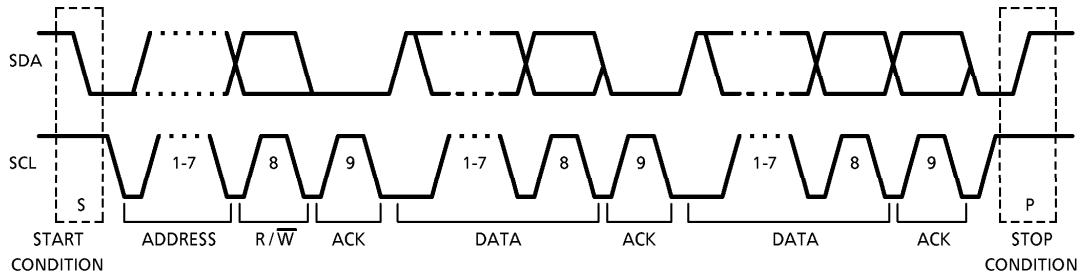 SDA
SCL
1-7 8 9 1-7 8 9 1-7 8 9
S P
START CONDITION
ADDRESS R/W̅ ACK DATA ACK DATA ACK
STOP CONDITION